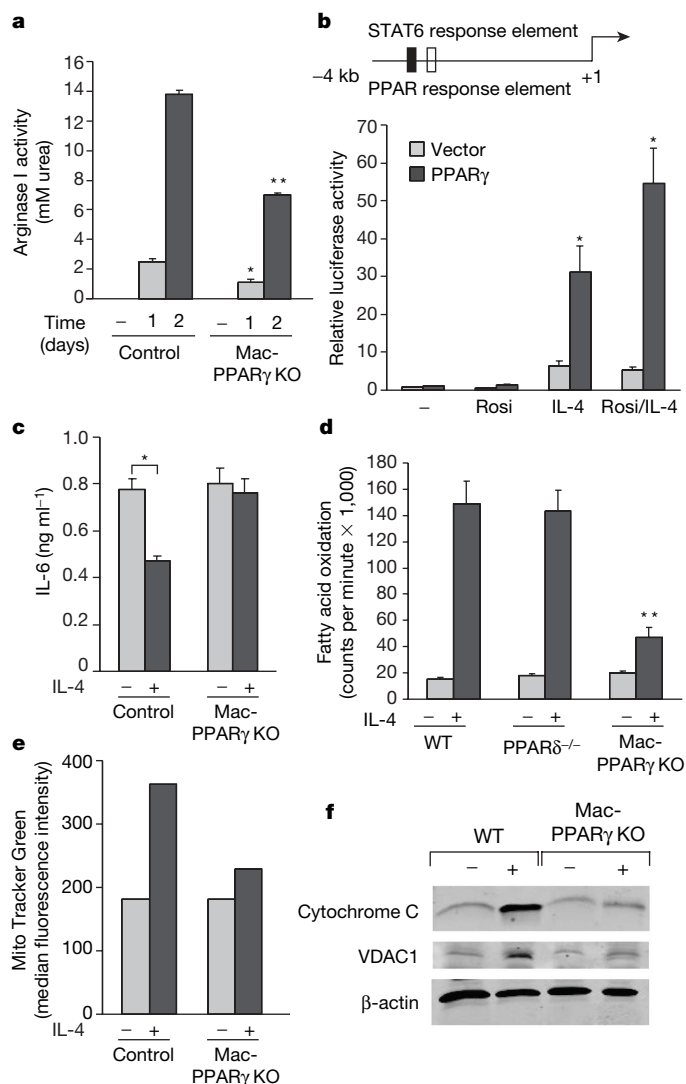 a
Arginase I activity
(mM urea)
16
14
12
10
8
6
4
2
0
*
**
Time
(days)
– 1 2 – 1 2
Control
Mac-
PPARγ KO
b
STAT6 response element
–4 kb
+1
PPAR response element
Relative luciferase activity
70
60
50
40
30
20
10
0
Vector
PPARγ
*
*
– Rosi IL-4 Rosi/IL-4
c
IL-6 (ng ml⁻¹)
1.0
0.8
0.6
0.4
0.2
0
*
IL-4 – + – +
Control
Mac-
PPARγ KO
d
Fatty acid oxidation
(counts per minute × 1,000)
180
160
140
120
100
80
60
40
20
0
**
IL-4 – + – + – +
WT
PPARδ⁻/⁻
Mac-
PPARγ KO
e
Mito Tracker Green
(median fluorescence intensity)
400
300
200
100
0
IL-4 – + – +
Control
Mac-
PPARγ KO
f
WT
Mac-
PPARγ KO
– + – +
Cytochrome C
VDAC1
β-actin